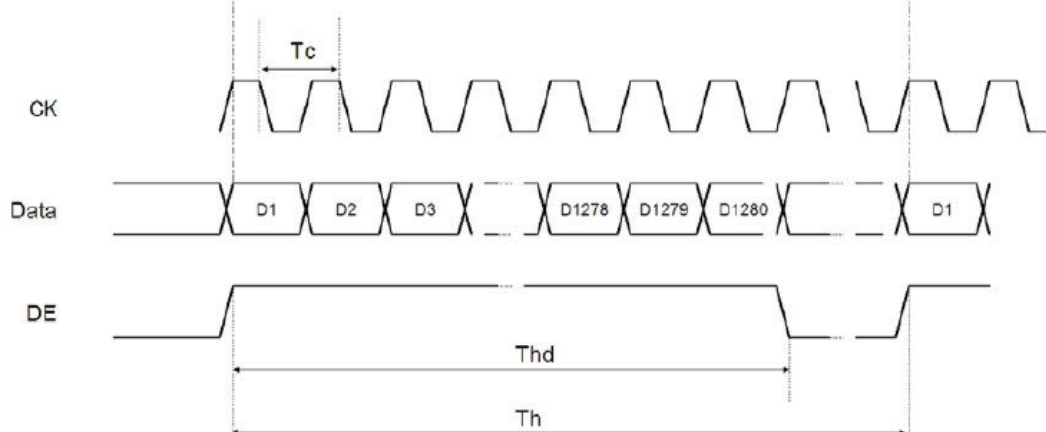 Tc
CK
Data D1 D2 D3 D1278 D1279 D1280 D1
DE
Thd
Th